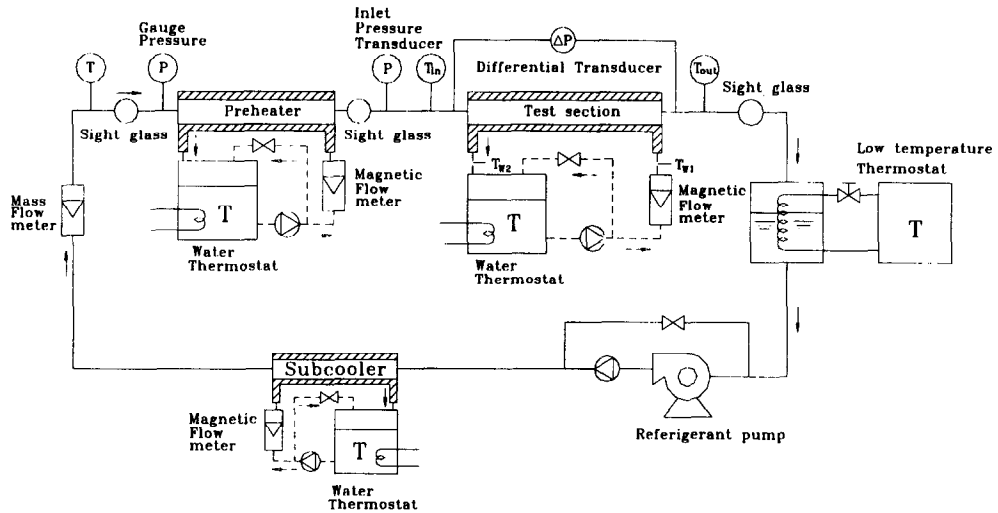 Gauge
Pressure
Inlet
Pressure
Transducer
T
P
P
Tin
ΔP
Differential Transducer
Tout
Sight glass
Sight glass
Preheater
Sight glass
Test section
TW2
TW1
Low temperature
Thermostat
Mass
Flow
meter
T
Magnetic
Flow
meter
T
Magnetic
Flow
meter
T
Water
Thermostat
Water
Thermostat
Subcooler
Magnetic
Flow
meter
T
Referigerant pump
Water
Thermostat